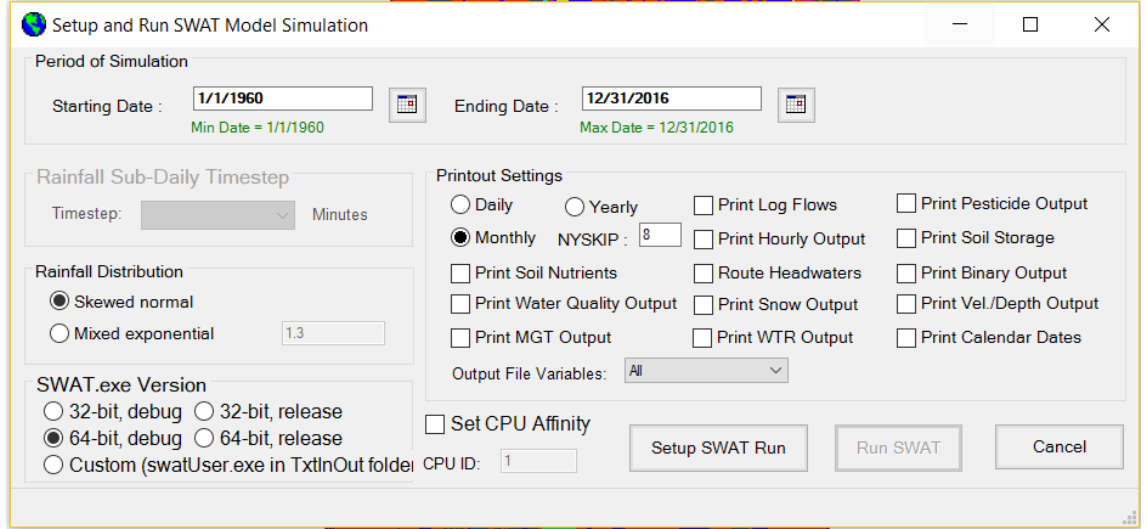 Setup and Run SWAT Model Simulation
Period of Simulation
Starting Date : 1/1/1960 Ending Date : 12/31/2016
Min Date = 1/1/1960 Max Date = 12/31/2016
Rainfall Sub-Daily Timestep
Timestep: Minutes
Rainfall Distribution
Skewed normal
Mixed exponential 1.3
SWAT.exe Version
32-bit, debug 32-bit, release
64-bit, debug 64-bit, release
Custom (swatUser.exe in TxtInOut folder
Printout Settings
Daily Yearly Print Log Flows Print Pesticide Output
Monthly NYSKIP : 8 Print Hourly Output Print Soil Storage
Print Soil Nutrients Route Headwaters Print Binary Output
Print Water Quality Output Print Snow Output Print Vel./Depth Output
Print MGT Output Print WTR Output Print Calendar Dates
Output File Variables: All
Set CPU Affinity
CPU ID: 1
Setup SWAT Run Run SWAT Cancel